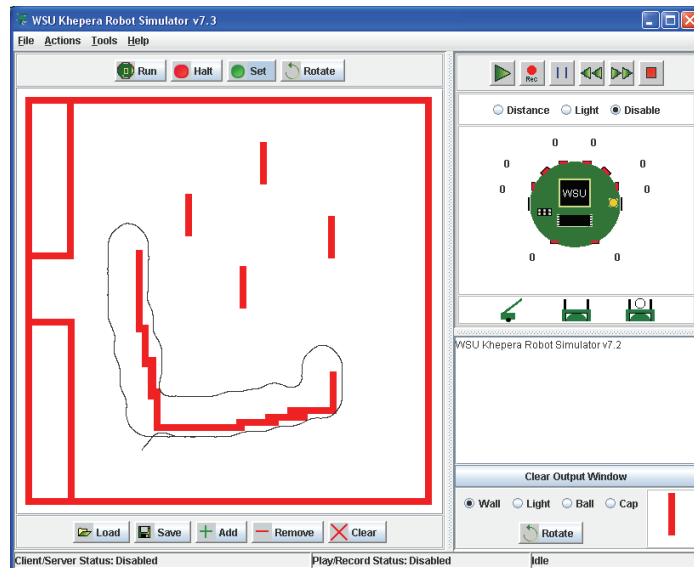 WSU Khepera Robot Simulator v7.3
File Actions Tools Help
Run Halt Set Rotate
Rec
Distance Light Disable
0 0
0 0
0 0
WSU
0 0
WSU Khepera Robot Simulator v7.2
Clear Output Window
Wall Light Ball Cap
Rotate
Load Save Add Remove Clear
Client/Server Status: Disabled Play/Record Status: Disabled Idle